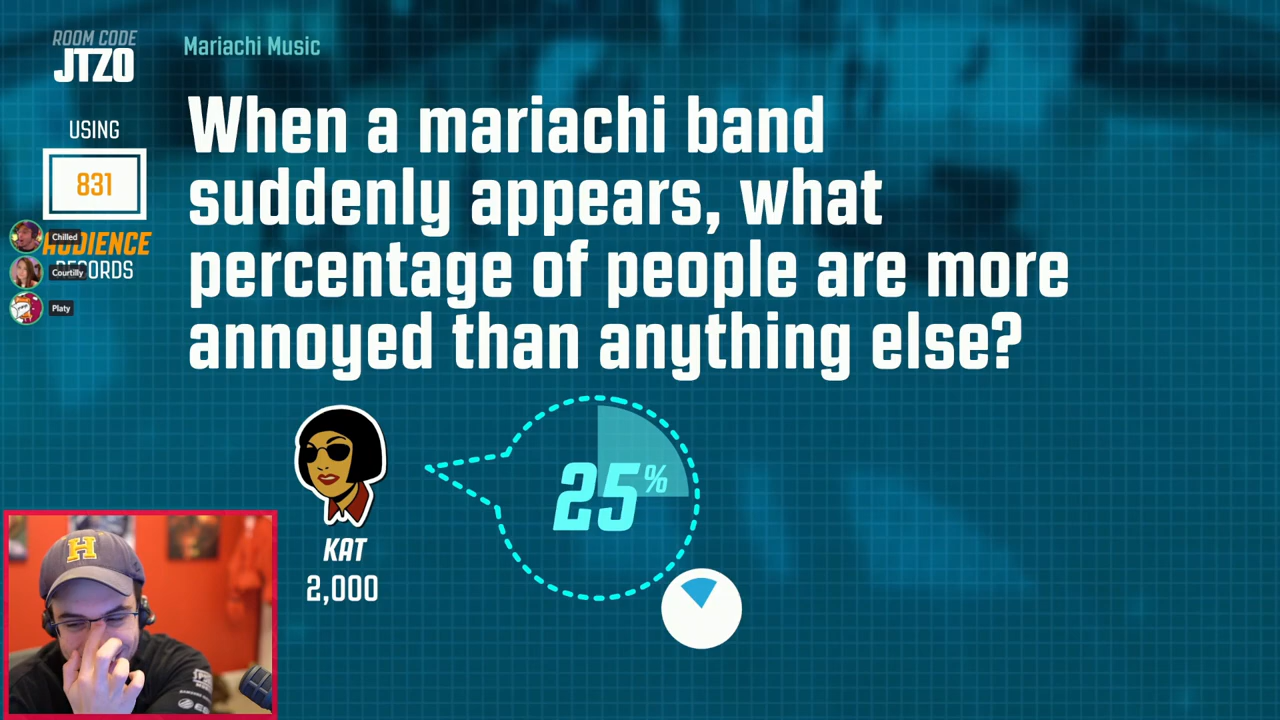 ROOM CODE
JTZO
Mariachi Music
USING
831
AUDIENCE
RECORDS
Chilled
Courtilly
Platy
When a mariachi band
suddenly appears, what
percentage of people are more
annoyed than anything else?
25%
KAT
2,000
H